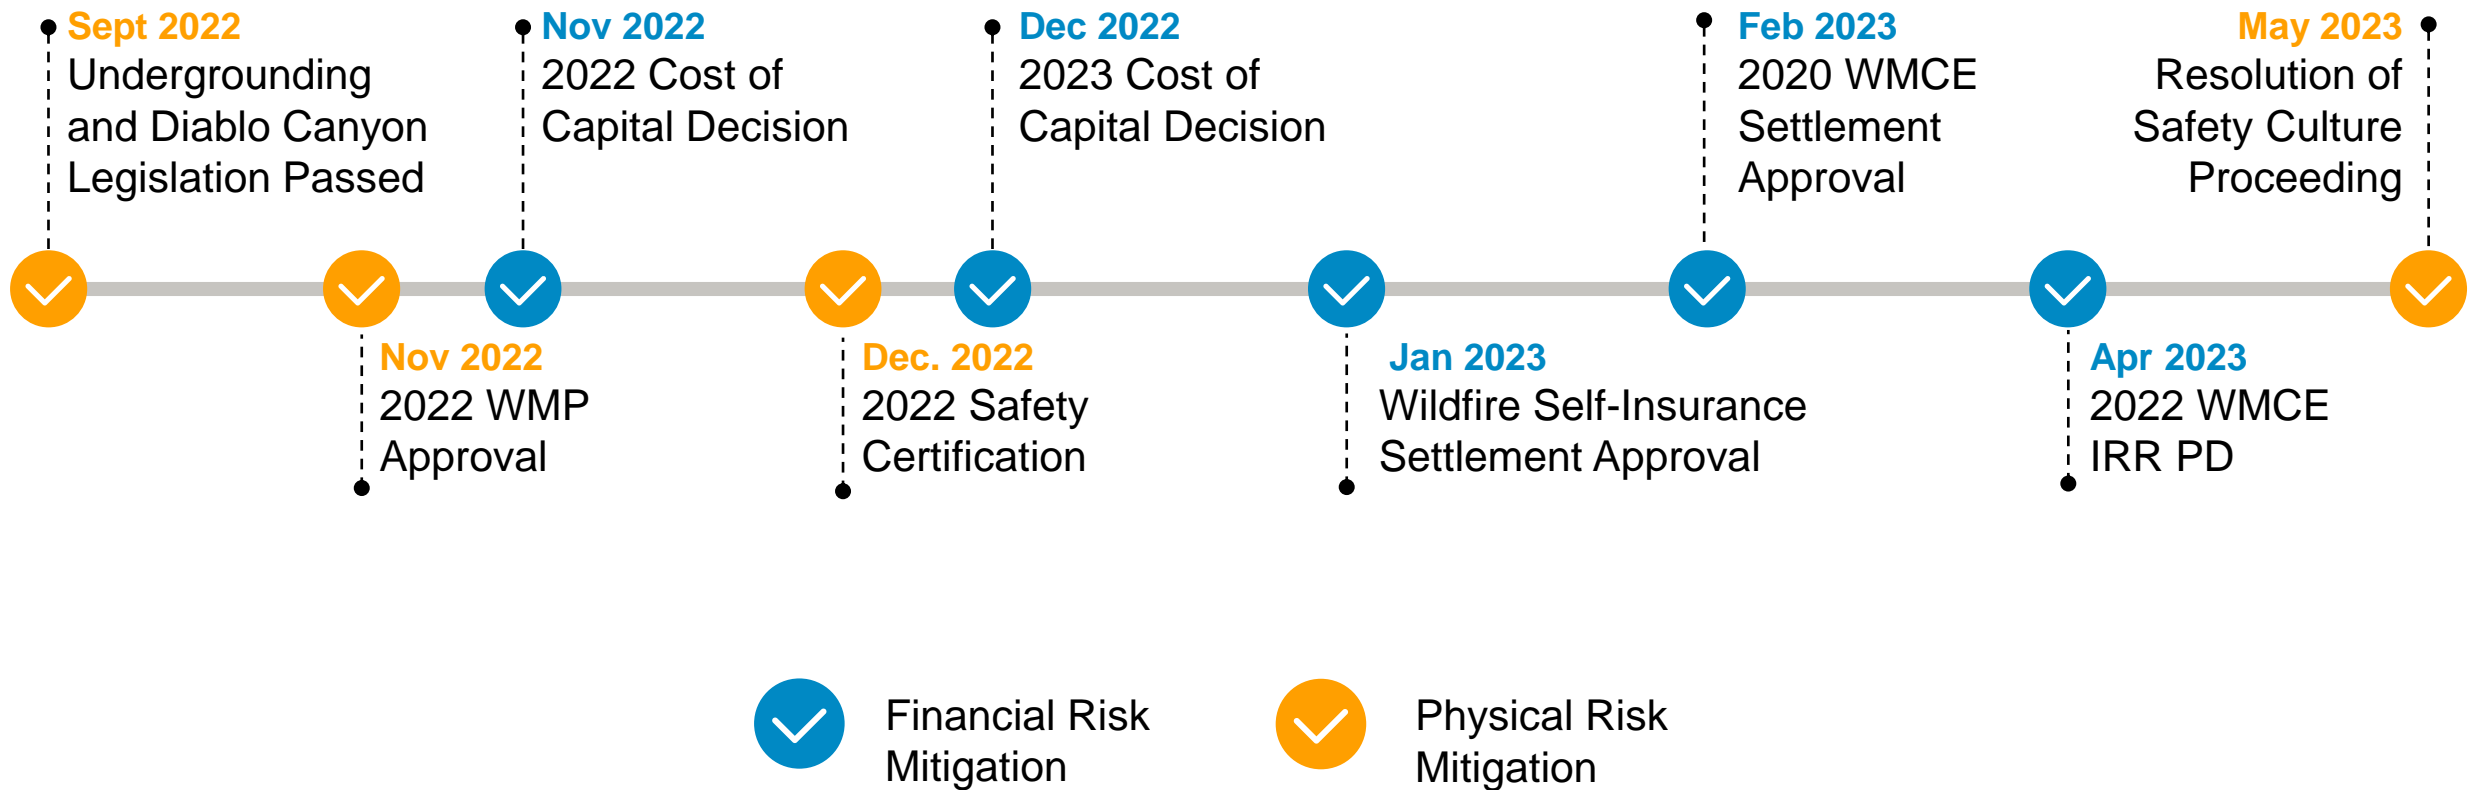 Sept 2022
Undergrounding
and Diablo Canyon
Legislation Passed
Nov 2022
2022 Cost of
Capital Decision
Dec 2022
2023 Cost of
Capital Decision
Feb 2023
2020 WMCE
Settlement
Approval
May 2023
Resolution of
Safety Culture
Proceeding
Nov 2022
2022 WMP
Approval
Dec. 2022
2022 Safety
Certification
Jan 2023
Wildfire Self-Insurance
Settlement Approval
Apr 2023
2022 WMCE
IRR PD
Financial Risk
Mitigation
Physical Risk
Mitigation